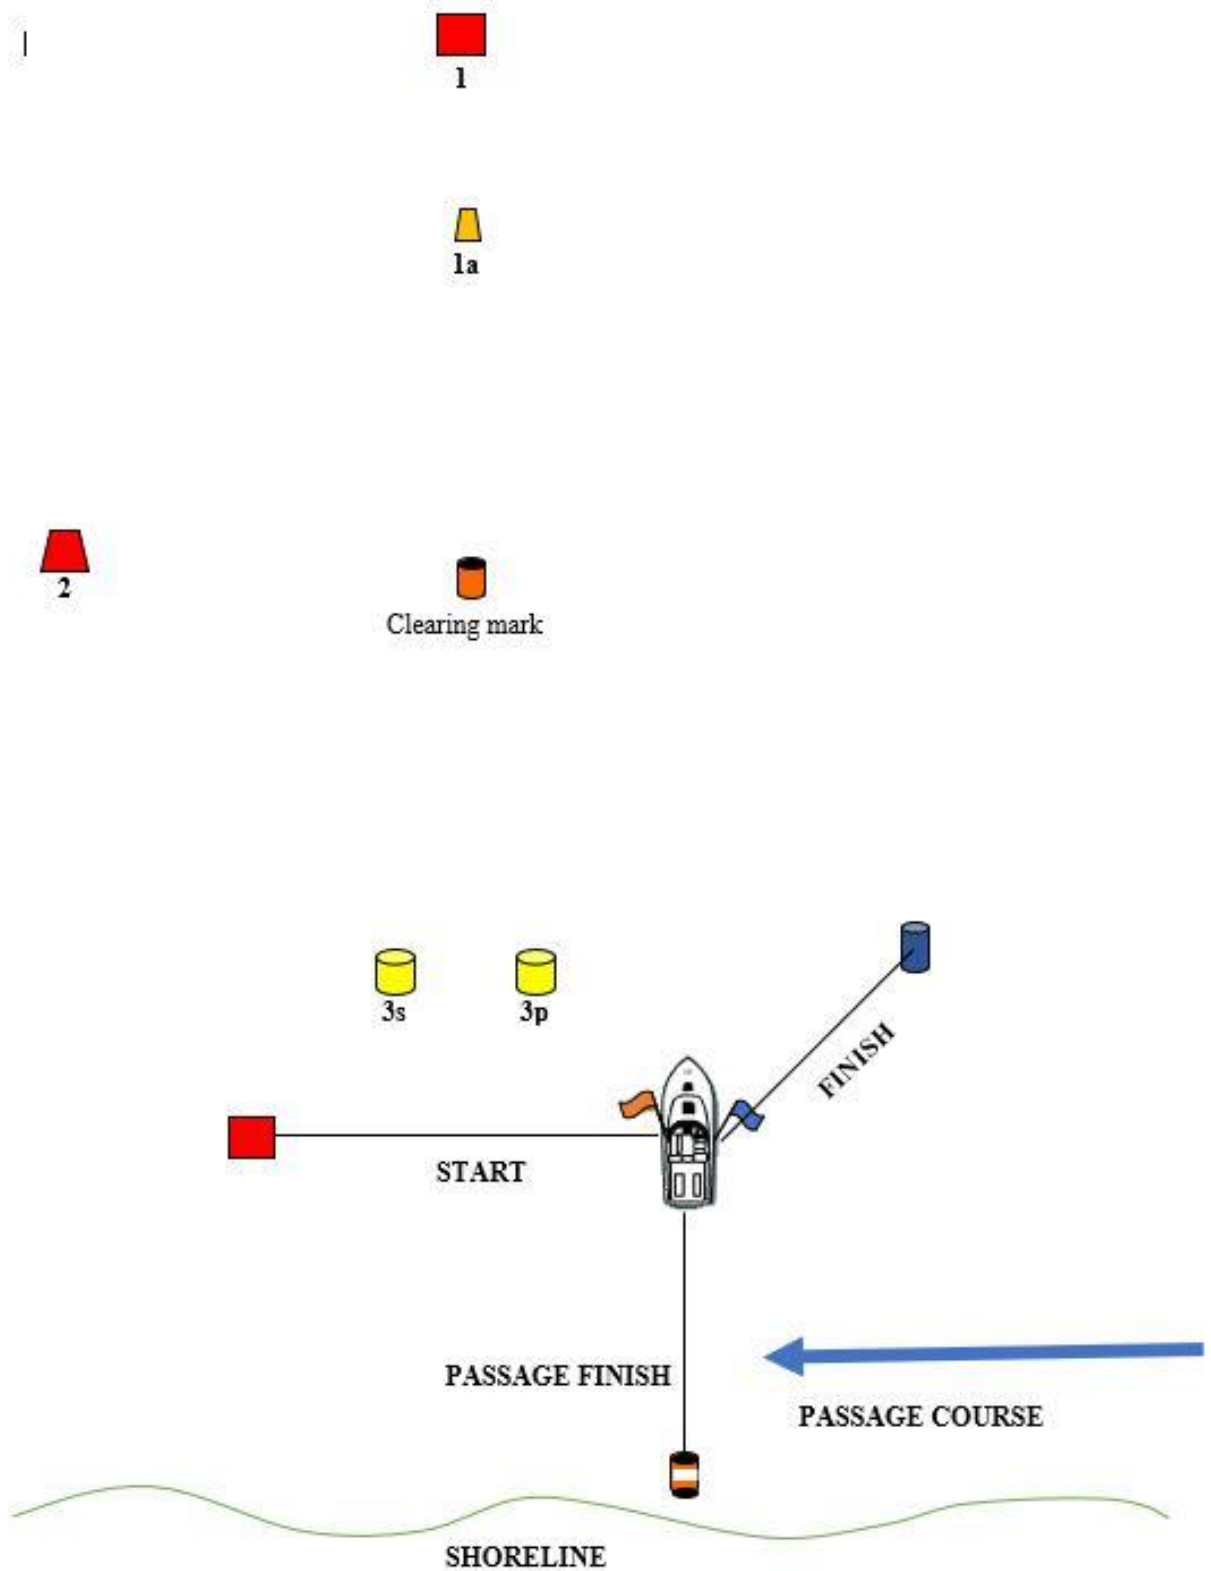 1
1a
2
Clearing mark
3s
3p
FINISH
START
PASSAGE FINISH
PASSAGE COURSE
SHORELINE